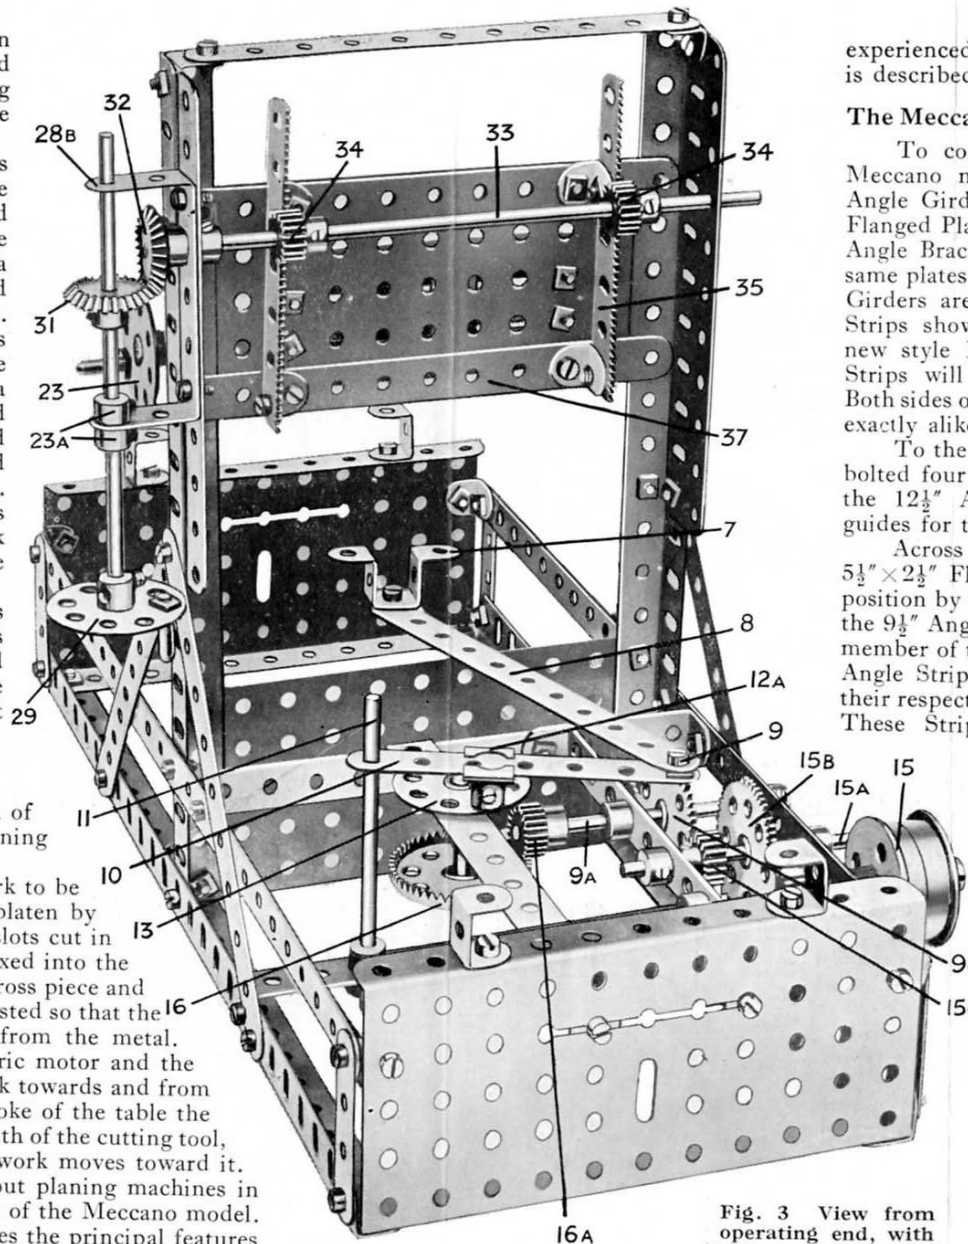 28B
32
34
33
34
31
35
23
23A
37
7
8
29
12A
9
15B
15A
15
11
10
9A
13
16
9
15
16A
of
ning
rk to be
platen by
slots cut in
xed into the
ross piece and
sted so that the
from the metal.
ric motor and the
k towards and from
oke of the table the
th of the cutting tool,
work moves toward it.
out planing machines in
of the Meccano model.
es the principal features
experienced
is described
The Mecca
To co
Meccano m
Angle Gird
Flanged Pla
Angle Brac
same plates
Girders are
Strips show
new style
Strips will
Both sides o
exactly alike
To the
bolted four
the 12½″ A
guides for t
Across
5½″×2½″ Fl
position by
the 9½″ Ang
member of t
Angle Strip
their respect
These Strip
Fig. 3 View from
operating end, with